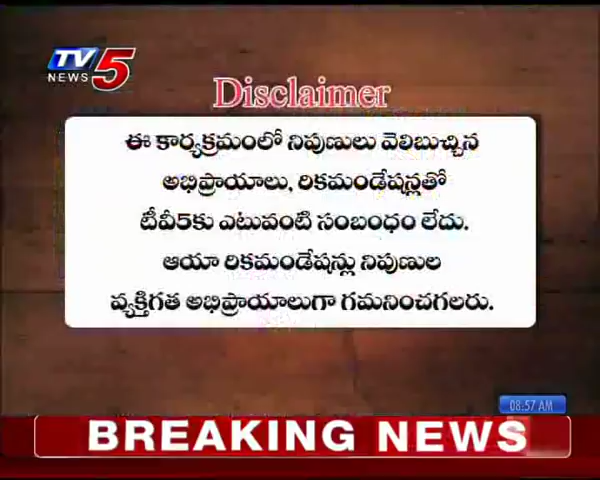 TV5
NEWS
Disclaimer
ఈ కార్యక్రమంలో నిపుణులు వెలిబుచ్చిన
అభిప్రాయాలు, రికమండేషన్లతో
టీవీ5కు ఎటువంటి సంబంధం లేదు.
ఆయా రికమండేషన్లు నిపుణుల
వ్యక్తిగత అభిప్రాయాలుగా గమనించగలరు.
08:57 AM
BREAKING NEWS